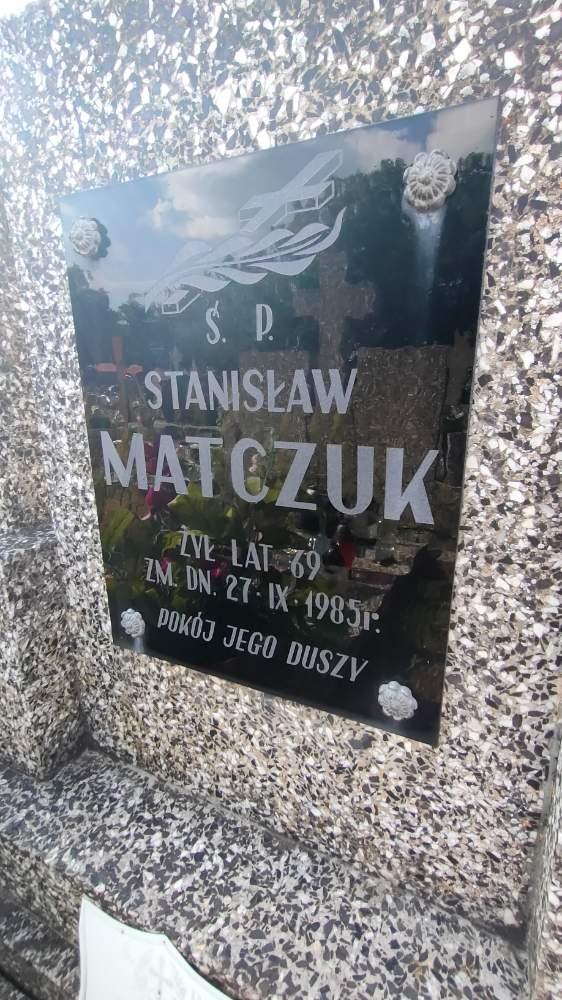 Ś. P.
STANISŁAW
MATCZUK
ŻYŁ LAT 69
ZM. DN. 27·IX·1985r.
POKÓJ JEGO DUSZY